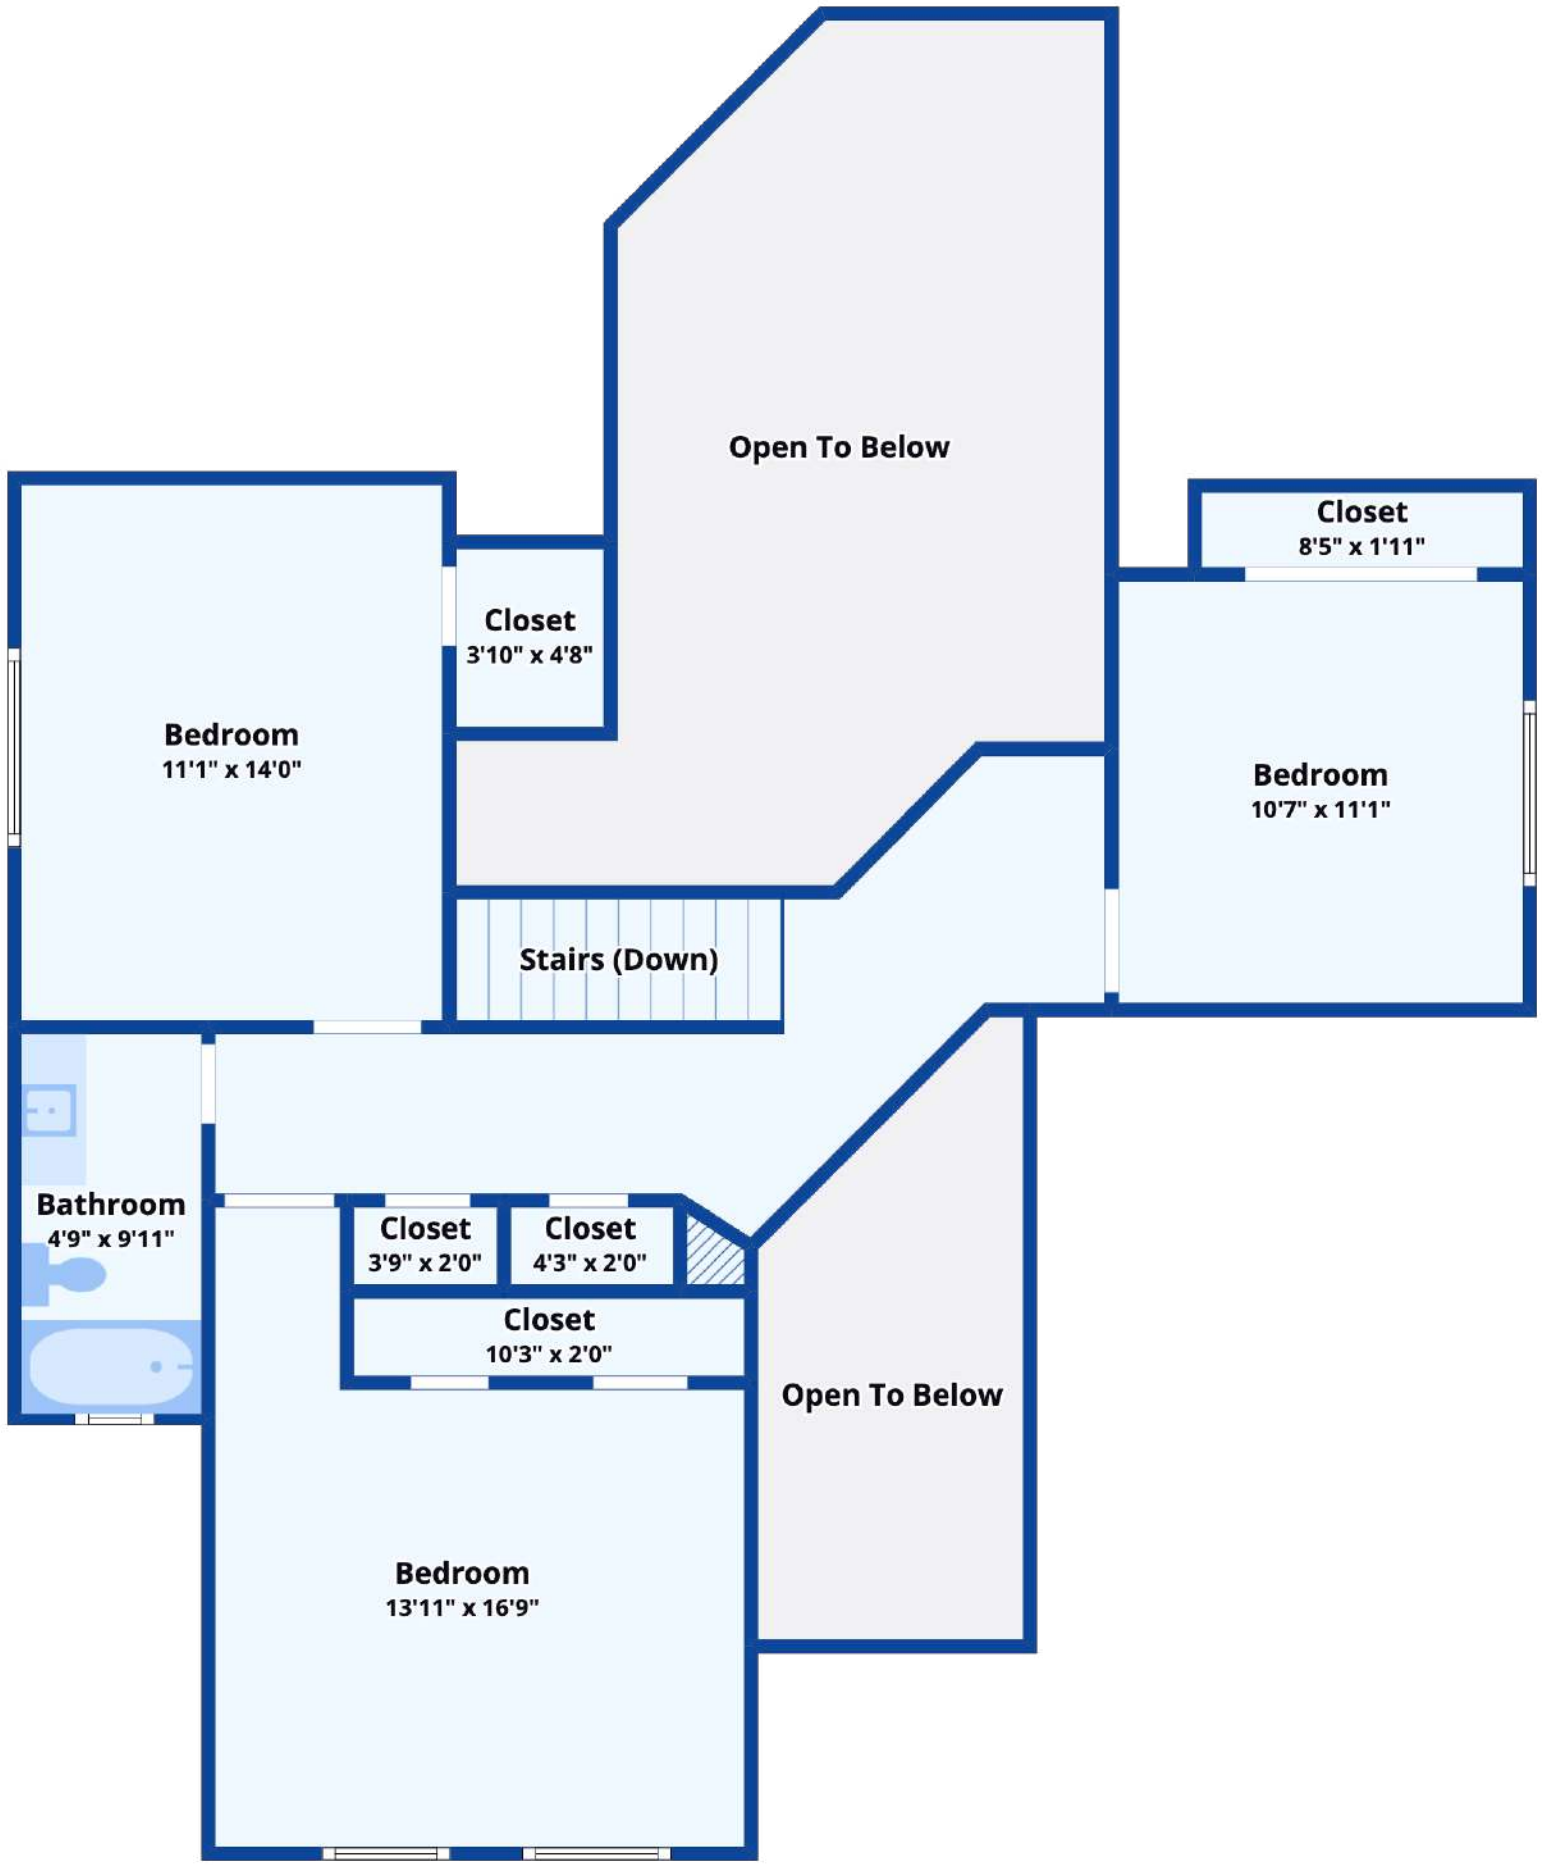 Open To Below
Closet
8'5" x 1'11"
Closet
3'10" x 4'8"
Bedroom
11'1" x 14'0"
Bedroom
10'7" x 11'1"
Stairs (Down)
Bathroom
4'9" x 9'11"
Closet
3'9" x 2'0"
Closet
4'3" x 2'0"
Closet
10'3" x 2'0"
Open To Below
Bedroom
13'11" x 16'9"